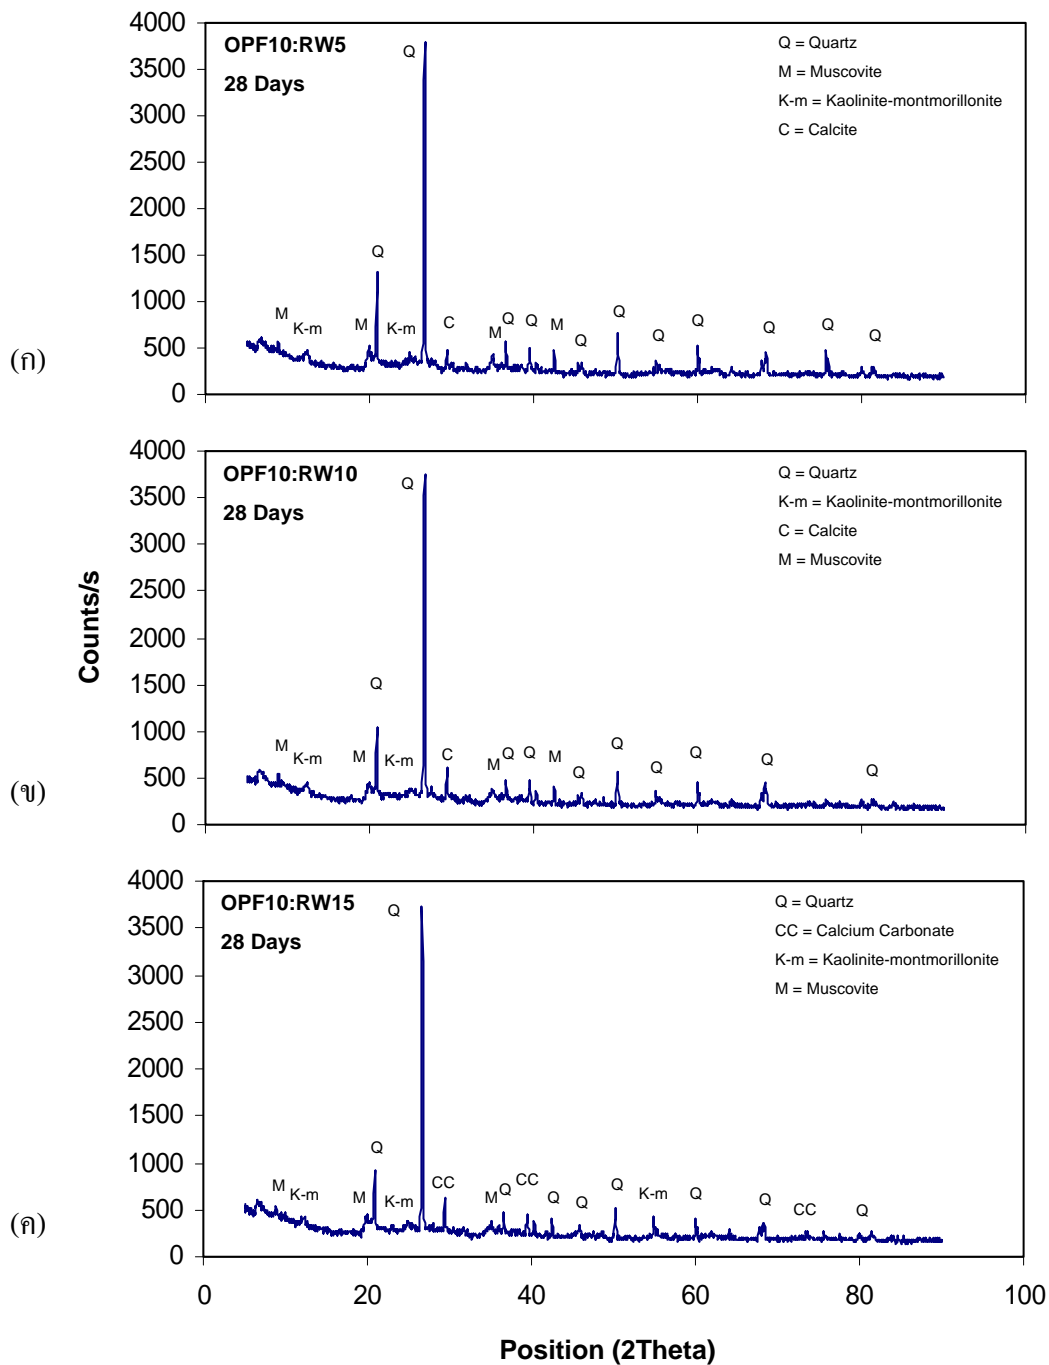 4000
OPF10:RW5
28 Days
Q = Quartz
M = Muscovite
K-m = Kaolinite-montmorillonite
C = Calcite
3500
3000
2500
2000
1500
1000
500
0
Q
Q
M
K-m
M
K-m
C
M
Q
Q
M
Q
Q
Q
Q
Q
Q
Q
(ก)
4000
OPF10:RW10
28 Days
Q = Quartz
K-m = Kaolinite-montmorillonite
C = Calcite
M = Muscovite
3500
3000
2500
2000
1500
1000
500
0
Q
Q
M
K-m
M
K-m
C
M
Q
Q
M
Q
Q
Q
Q
Q
Q
(ข)
Counts/s
4000
OPF10:RW15
28 Days
Q = Quartz
CC = Calcium Carbonate
K-m = Kaolinite-montmorillonite
M = Muscovite
3500
3000
2500
2000
1500
1000
500
0
Q
Q
M
K-m
M
K-m
CC
M
Q
CC
Q
Q
Q
K-m
Q
Q
CC
Q
(ค)
0
20
40
60
80
100
Position (2Theta)